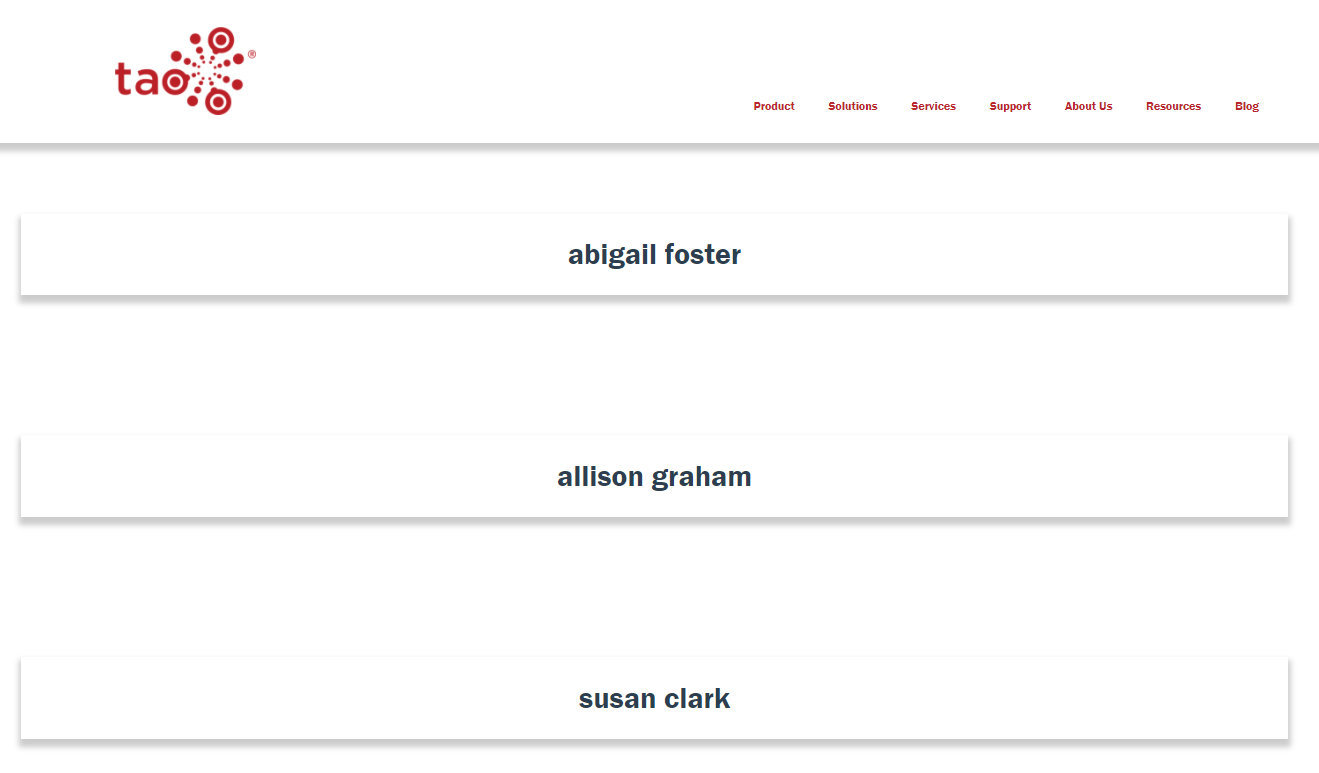 tao®
Product Solutions Services Support About Us Resources Blog
abigail foster
allison graham
susan clark